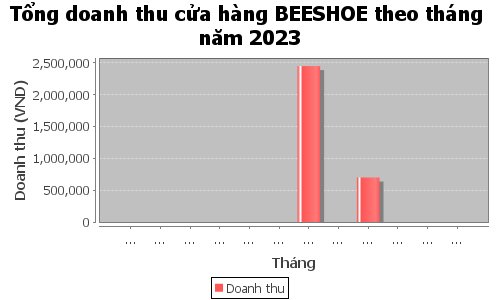 Tổng doanh thu cửa hàng BEESHOE theo tháng
năm 2023
Doanh thu (VND)
2,500,000
2,000,000
1,500,000
1,000,000
500,000
0
... ... ... ... ... ... ... ... ... ... ... ...
Tháng
Doanh thu